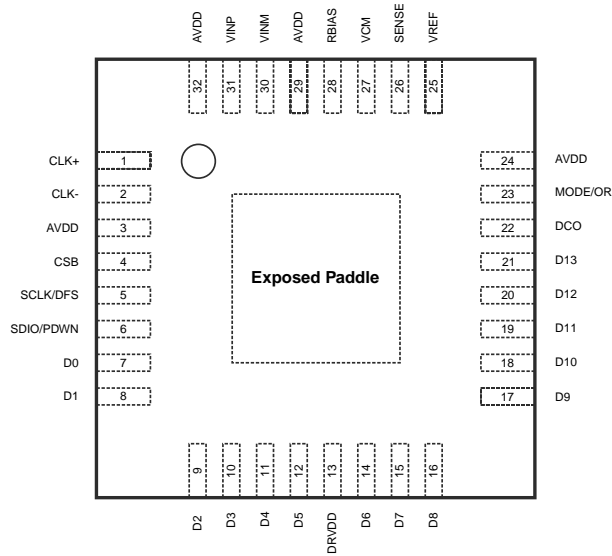 AVDD
VINP
VINM
AVDD
RBIAS
VCM
SENSE
VREF
32
31
30
29
28
27
26
25
CLK+ 1
CLK- 2
AVDD 3
CSB 4
SCLK/DFS 5
SDIO/PDWN 6
D0 7
D1 8
Exposed Paddle
24 AVDD
23 MODE/OR
22 DCO
21 D13
20 D12
19 D11
18 D10
17 D9
9
10
11
12
13
14
15
16
D2
D3
D4
D5
DRVDD
D6
D7
D8